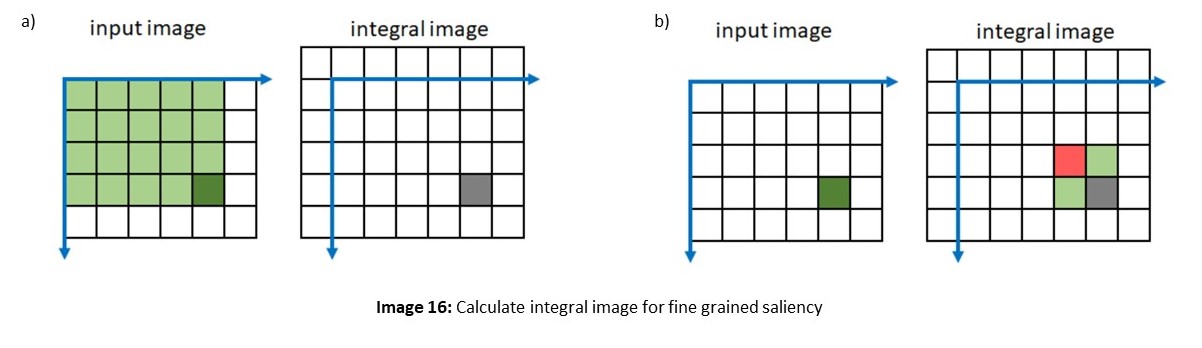 a)
input image
integral image
b)
input image
integral image
Image 16: Calculate integral image for fine grained saliency